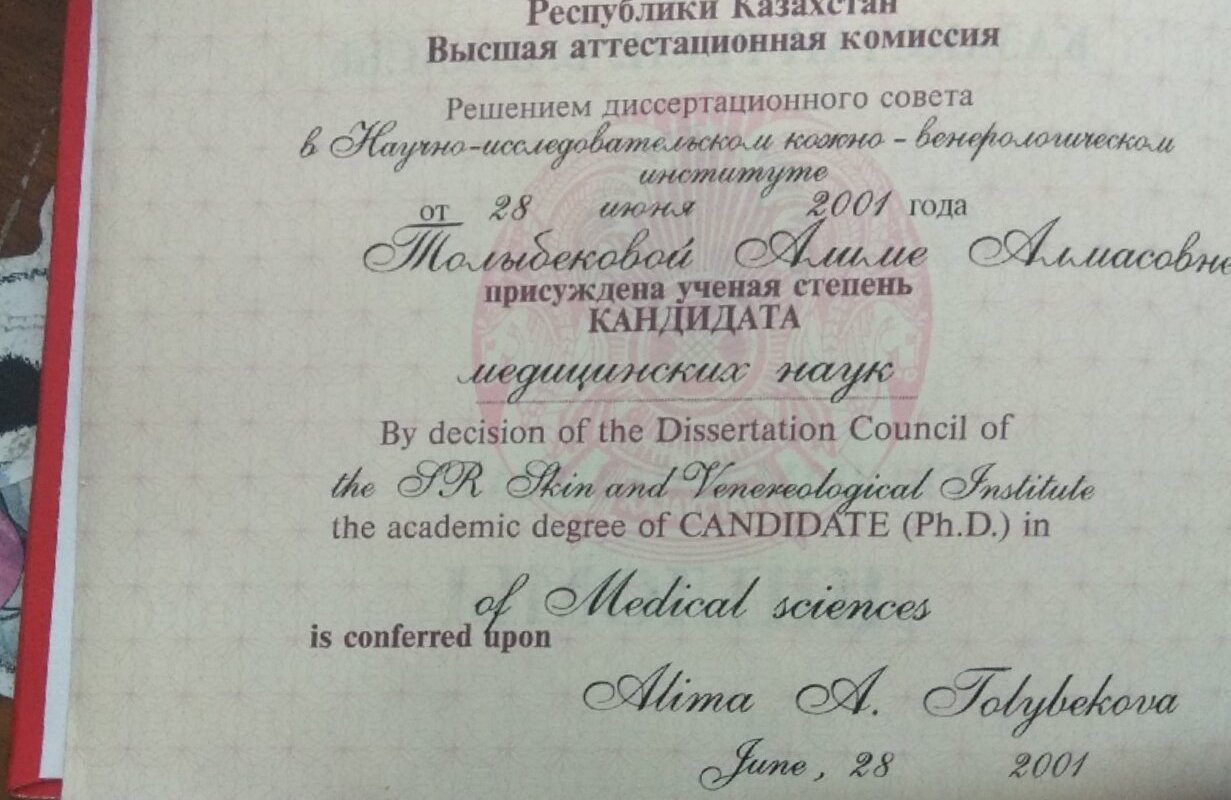 Республики Казахстан
Высшая аттестационная комиссия
Решением диссертационного совета
в Научно-исследовательском кожно - венерологическом
институте
от 28 июня 2001 года
Толыбековой Алиме Алмасовне
присуждена ученая степень
КАНДИДАТА
медицинских наук
By decision of the Dissertation Council of
the SR Skin and Venereological Institute
the academic degree of CANDIDATE (Ph.D.) in
of Medical sciences
is conferred upon
Alima A. Tolybekova
June, 28 2001